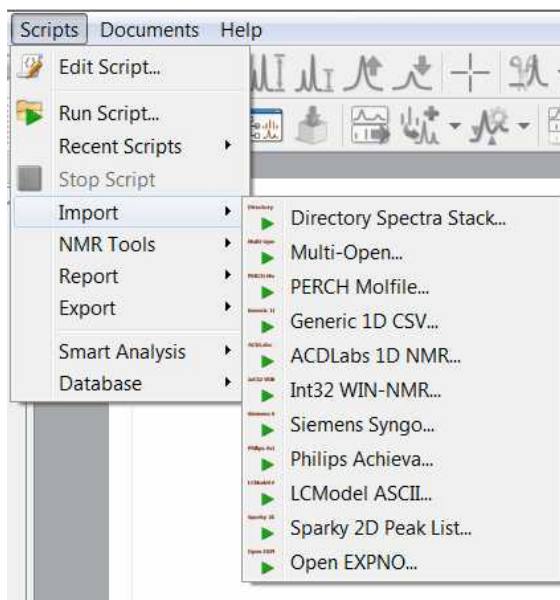 Scripts Documents Help
Edit Script...
Run Script...
Recent Scripts
Stop Script
Import
NMR Tools
Report
Export
Smart Analysis
Database
Directory Directory Spectra Stack...
Multi-Open...
PERCH Molfile...
Generic 1D CSV...
ACDLabs ACDLabs 1D NMR...
Int32 WIN-NMR...
Siemens Syngo...
Philips Achieva...
LCModel ASCII...
Sparky 2D Peak List...
Open EXPNO...